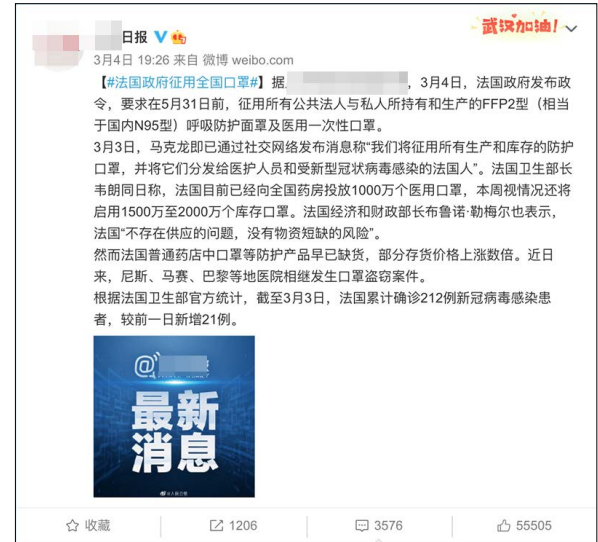 武汉加油!
日报
3月4日 19:26 来自 微博 weibo.com
【#法国政府征用全国口罩#】据 ，3月4日，法国政府发布政
令，要求在5月31日前，征用所有公共法人与私人所持有和生产的FFP2型（相当
于国内N95型）呼吸防护面罩及医用一次性口罩。
3月3日，马克龙即已通过社交网络发布消息称“我们将征用所有生产和库存的防护
口罩，并将它们分发给医护人员和受新型冠状病毒感染的法国人”。法国卫生部长
韦朗同日称，法国目前已经向全国药房投放1000万个医用口罩，本周视情况还将
启用1500万至2000万个库存口罩。法国经济和财政部长布鲁诺·勒梅尔也表示，
法国“不存在供应的问题，没有物资短缺的风险”。
然而法国普通药店中口罩等防护产品早已缺货，部分存货价格上涨数倍。近日
来，尼斯、马赛、巴黎等地医院相继发生口罩盗窃案件。
根据法国卫生部官方统计，截至3月3日，法国累计确诊212例新冠病毒感染患
者，较前一日新增21例。
@
最新
消息
收藏 1206 3576 55505